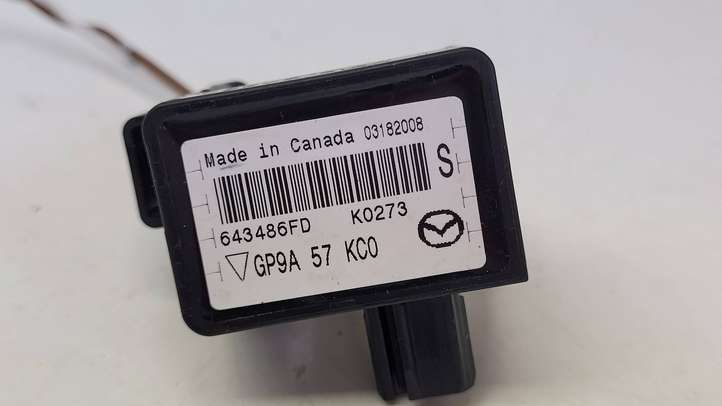 Made in Canada 03182008
S
643486FD K0273
GP9A 57 KC0